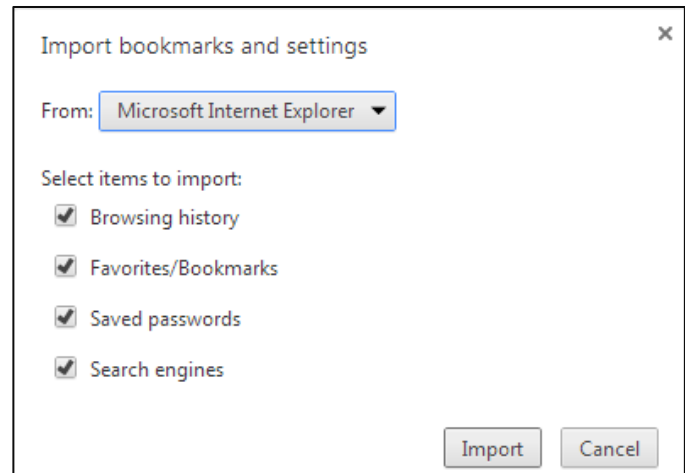 Import bookmarks and settings
From: Microsoft Internet Explorer
Select items to import:
Browsing history
Favorites/Bookmarks
Saved passwords
Search engines
Import Cancel